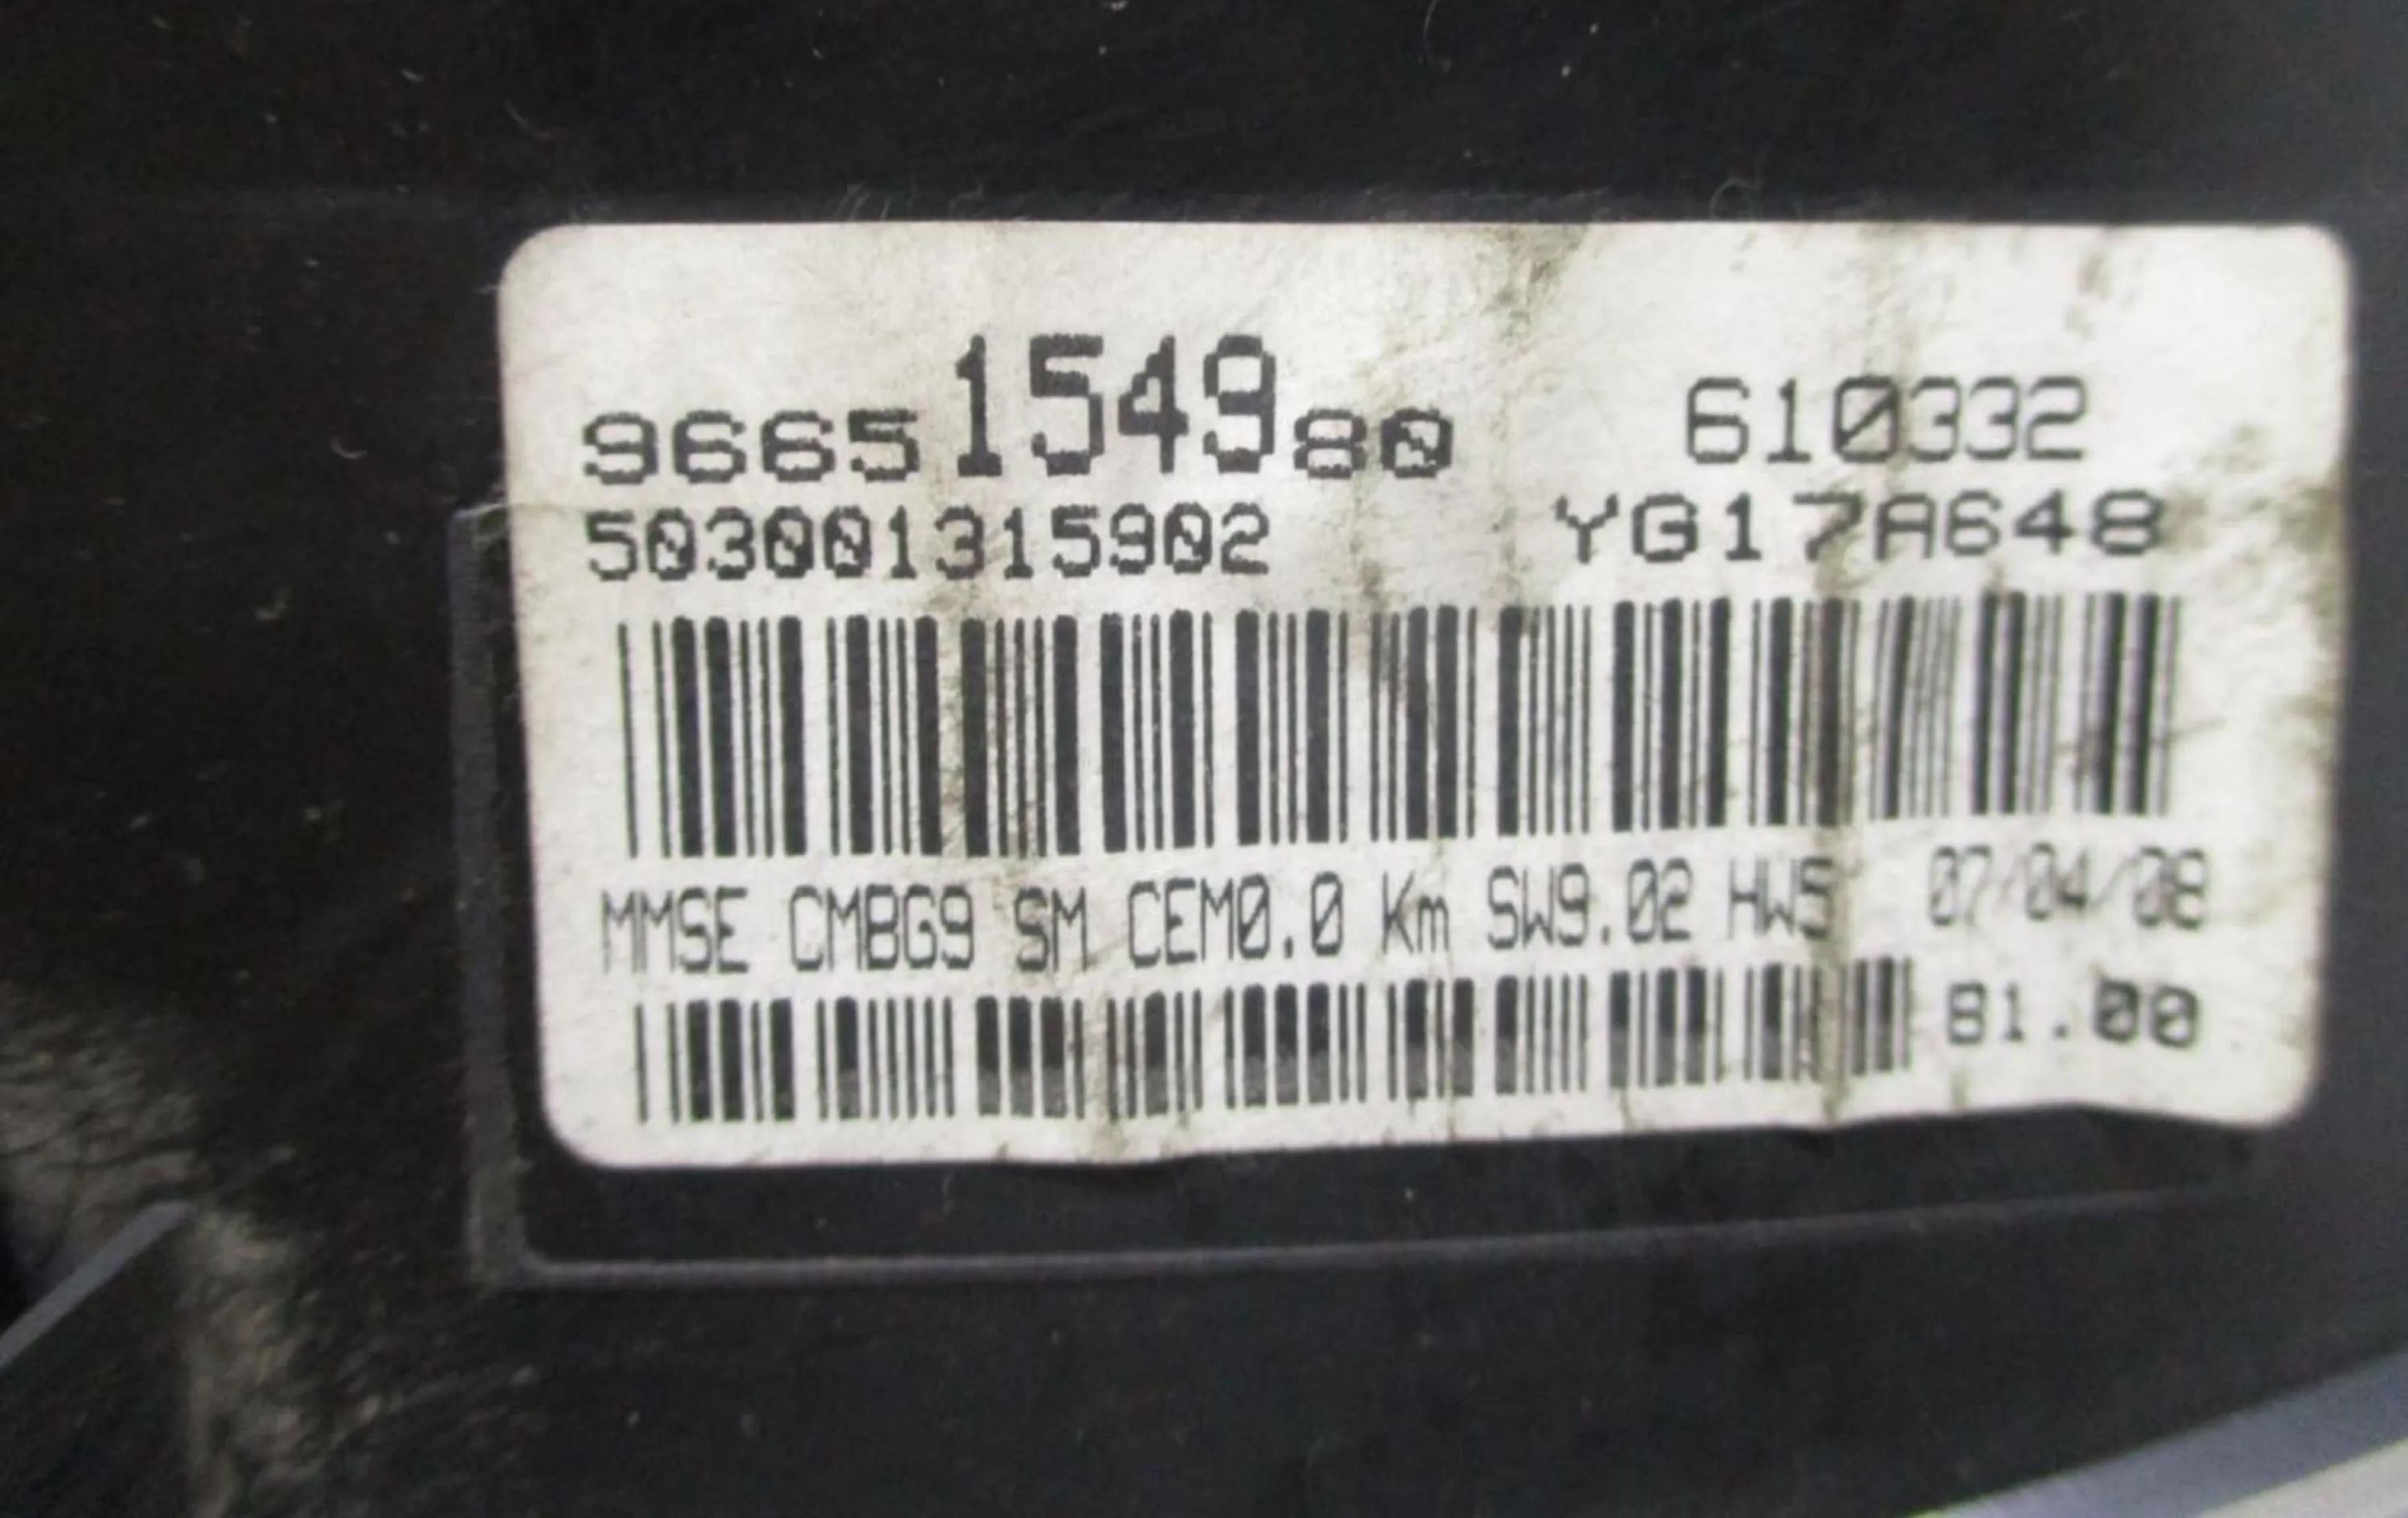 9665154980 610332
503001315902 YG17A648
MMSE CMBG9 SM CEM0.0 Km SW9.02 HW5 07/04/08
81.00